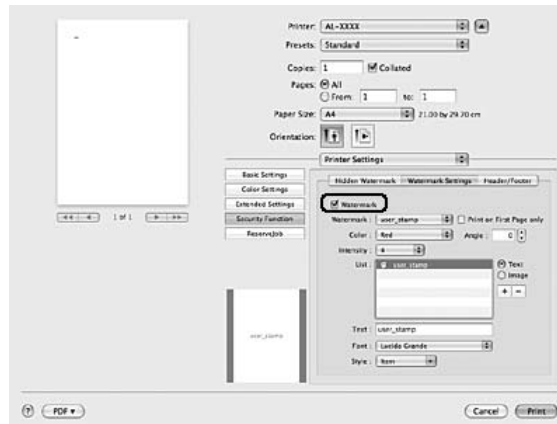 Printer: AL-XXXX
Presets: Standard
Copies: 1 Collated
Pages: All
From: 1 to: 1
Paper Size: A4 21.00 by 29.70 cm
Orientation:
Printer Settings
Basic Settings
Color Settings
Extended Settings
Security Function
ReserveJob
Hidden Watermark Watermark Settings Header/Footer
Watermark
Watermark : user_stamp Print on First Page only
Color : Red Angle : 0
Intensity : 4
List : user_stamp Text
Image
+ -
1 of 1
user_stamp
Text : user_stamp
Font : Lucida Grande
Style :
? PDF Cancel Print